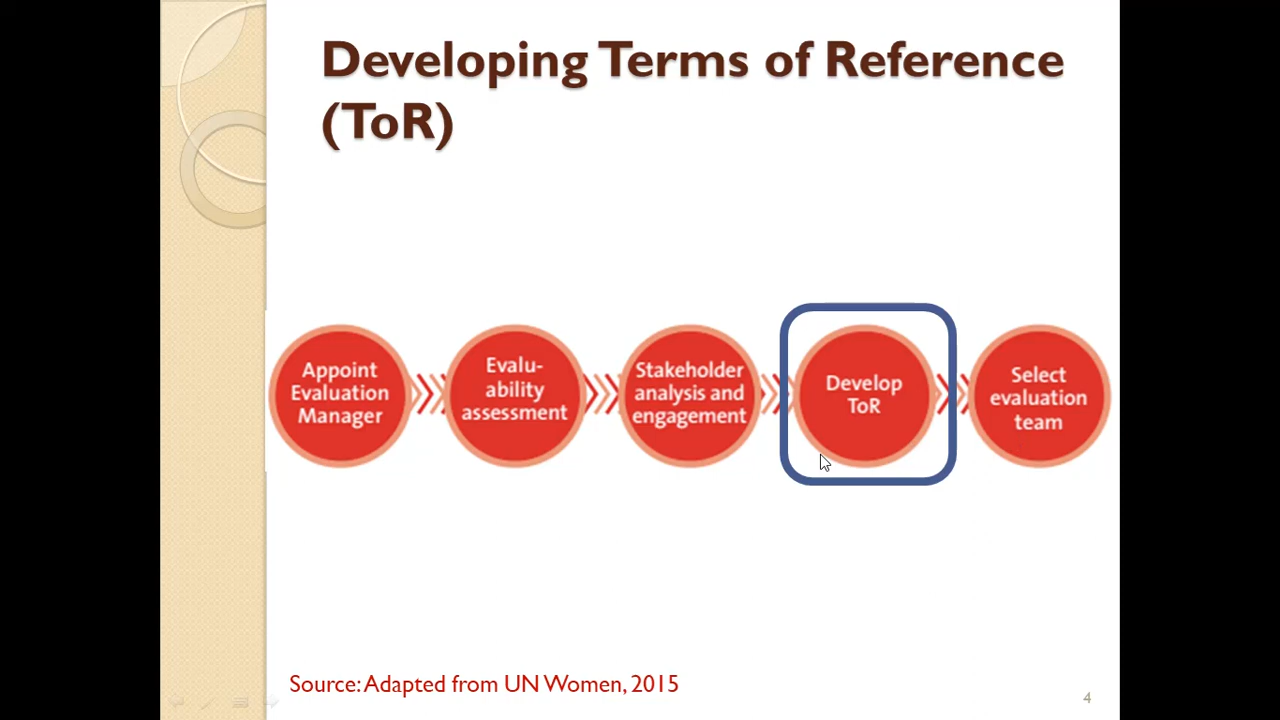 Developing Terms of Reference
(ToR)
Appoint
Evaluation
Manager
Evalu-
ability
assessment
Stakeholder
analysis and
engagement
Develop
ToR
Select
evaluation
team
Source: Adapted from UN Women, 2015
4